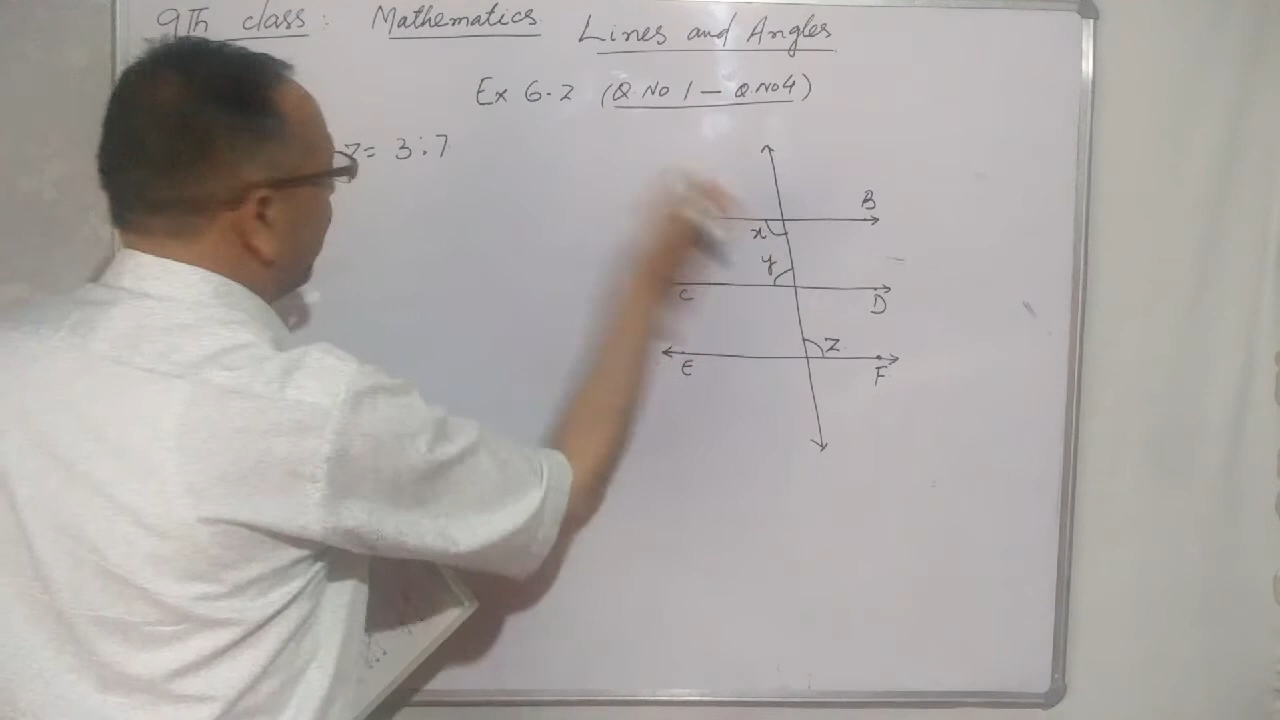 9Th class: Mathematics Lines and Angles
Ex 6.2 (Q No 1 – Q No 4)
z = 3:7
B
x
y
C
D
z
E
F